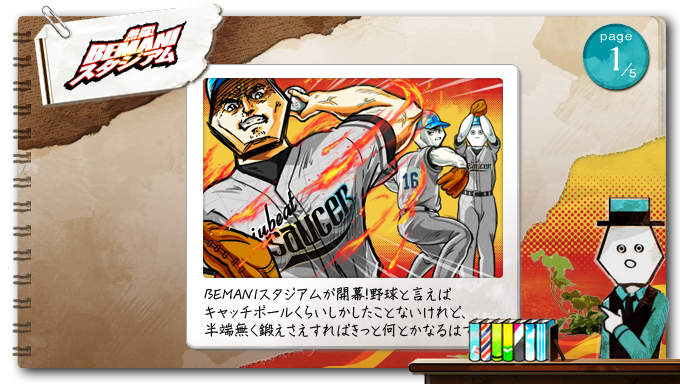 熱闘!
BEMANI
スタジアム
page
1/5
jubeat
saucer
16
saucer
BEMANIスタジアムが開幕!野球と言えば
キャッチボールくらいしかしたことないけれど、
半端無く鍛えさえすればきっと何とかなるはず